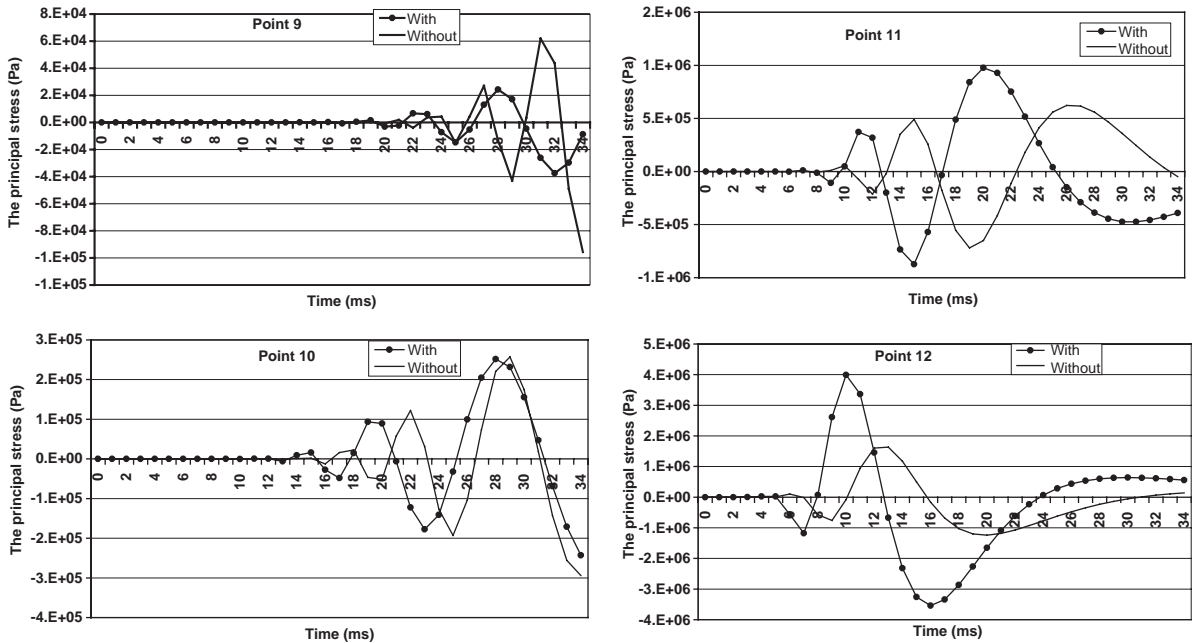 Point 9
With
Without
8.E+04
6.E+04
4.E+04
2.E+04
0.E+00
-2.E+04
-4.E+04
-6.E+04
-8.E+04
-1.E+05
-1.E+05
The principal stress (Pa)
0 2 4 6 8 10 12 14 16 18 20 22 24 26 28 30 32 34
Time (ms)
Point 11
With
Without
1.E+06
1.E+06
5.E+05
0.E+00
-5.E+05
-1.E+06
The principal stress (Pa)
0 2 4 6 8 10 12 14 16 18 20 22 24 26 28 30 32 34
Time (ms)
Point 10
With
Without
3.E+05
2.E+05
1.E+05
0.E+00
-1.E+05
-2.E+05
-3.E+05
-4.E+05
The principal stress (Pa)
0 2 4 6 8 10 12 14 16 18 20 22 24 26 28 30 32 34
Time (ms)
Point 12
With
Without
5.E+06
4.E+06
3.E+06
2.E+06
1.E+06
0.E+00
-1.E+06
-2.E+06
-3.E+06
-4.E+06
The principal stress (Pa)
0 2 4 6 8 10 12 14 16 18 20 22 24 26 28 30 32 34
Time (ms)